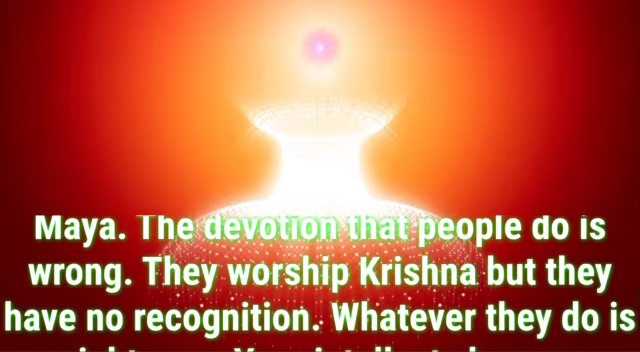 Maya. The devotion that people do is
wrong. They worship Krishna but they
have no recognition. Whatever they do is